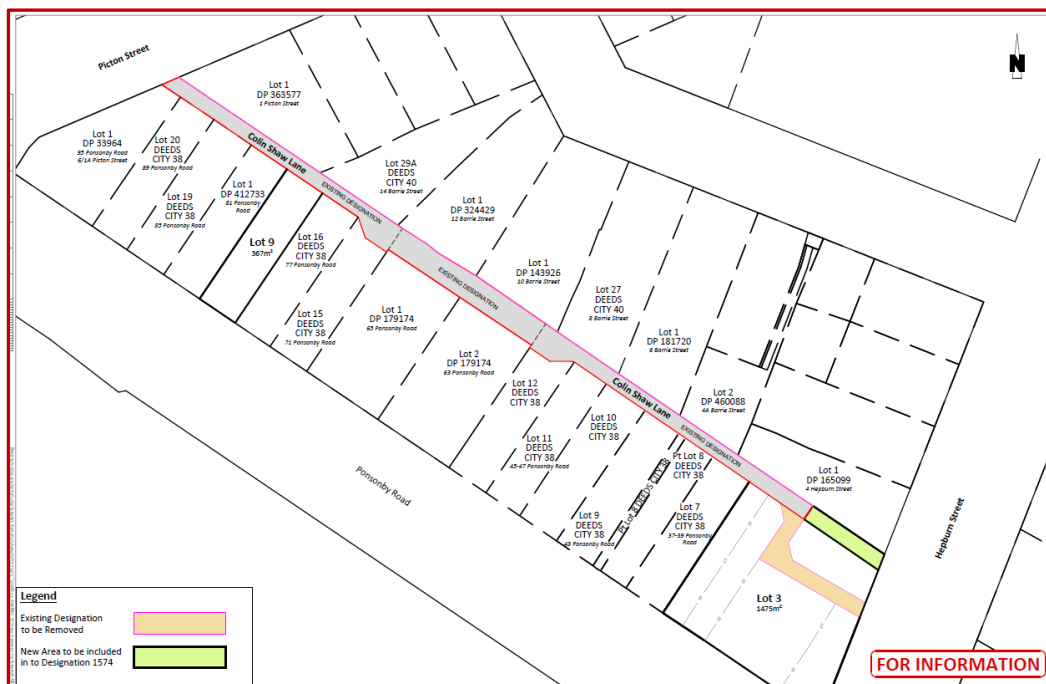 Picton Street
N
Lot 1
DP 363577
1 Picton Street
Lot 1
DP 33964
95 Ponsonby Road
6/1A Picton Street
Lot 20
DEEDS
CITY 38
89 Ponsonby Road
Colin Shaw Lane
Lot 19
DEEDS
CITY 38
85 Ponsonby Road
Lot 1
DP 412733
81 Ponsonby
Road
EXISTING DESIGNATION
Lot 29A
DEEDS
CITY 40
14 Barrie Street
Lot 9
367m²
Lot 16
DEEDS
CITY 38
77 Ponsonby Road
Lot 1
DP 324429
12 Barrie Street
Lot 15
DEEDS
CITY 38
71 Ponsonby Road
Lot 1
DP 179174
65 Ponsonby Road
EXISTING DESIGNATION
Lot 1
DP 143926
10 Barrie Street
Lot 27
DEEDS
CITY 40
8 Barrie Street
Lot 2
DP 179174
63 Ponsonby Road
Lot 1
DP 181720
6 Barrie Street
Lot 12
DEEDS
CITY 38
Colin Shaw Lane
Lot 2
DP 460088
4A Barrie Street
Lot 11
DEEDS
CITY 38
45-47 Ponsonby Road
Lot 10
DEEDS
CITY 38
EXISTING DESIGNATION
Lot 9
DEEDS
CITY 38
43 Ponsonby Road
Pt Lot 8 DEEDS CITY 38
Pt Lot 8
DEEDS
CITY 38
Lot 7
DEEDS
CITY 38
37-39 Ponsonby
Road
Lot 1
DP 165099
4 Hepburn Street
Ponsonby Road
Hepburn Street
Lot 3
1475m²
Legend
Existing Designation
to be Removed
New Area to be included
in to Designation 1574
FOR INFORMATION